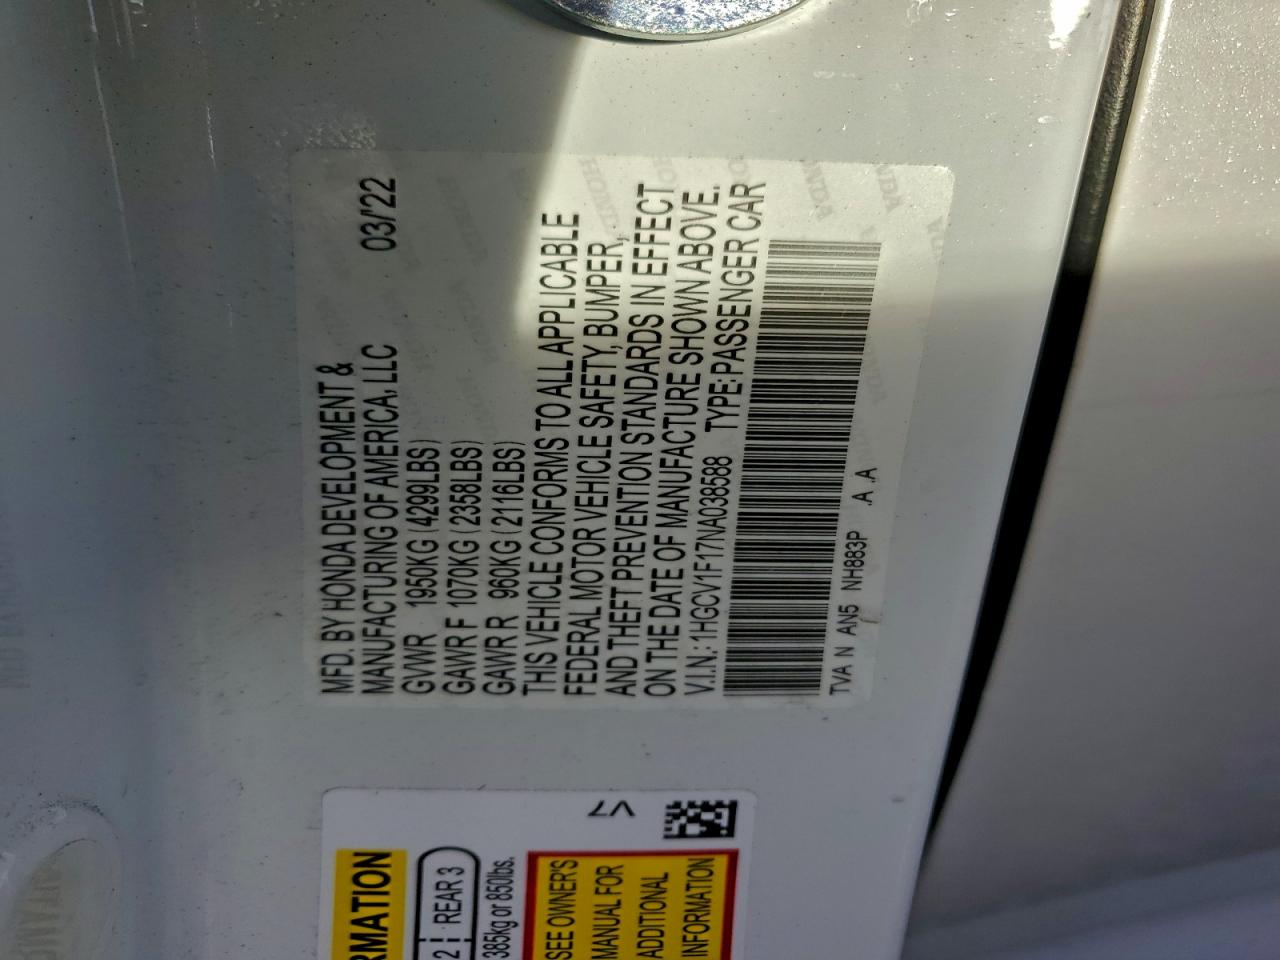 MFD. BY HONDA DEVELOPMENT &
MANUFACTURING OF AMERICA, LLC 03/'22
GVWR 1950KG (4299LBS)
GAWR F 1070KG (2358LBS)
GAWR R 960KG (2116LBS)
THIS VEHICLE CONFORMS TO ALL APPLICABLE
FEDERAL MOTOR VEHICLE SAFETY, BUMPER,
AND THEFT PREVENTION STANDARDS IN EFFECT
ON THE DATE OF MANUFACTURE SHOWN ABOVE.
V.I.N.: 1HGCV1F17NA038588 TYPE: PASSENGER CAR
TVA N AN5 NH883P .A .A
RMATION
2 REAR 3
385kg or 850lbs.
SEE OWNER'S
MANUAL FOR
ADDITIONAL
INFORMATION
V7